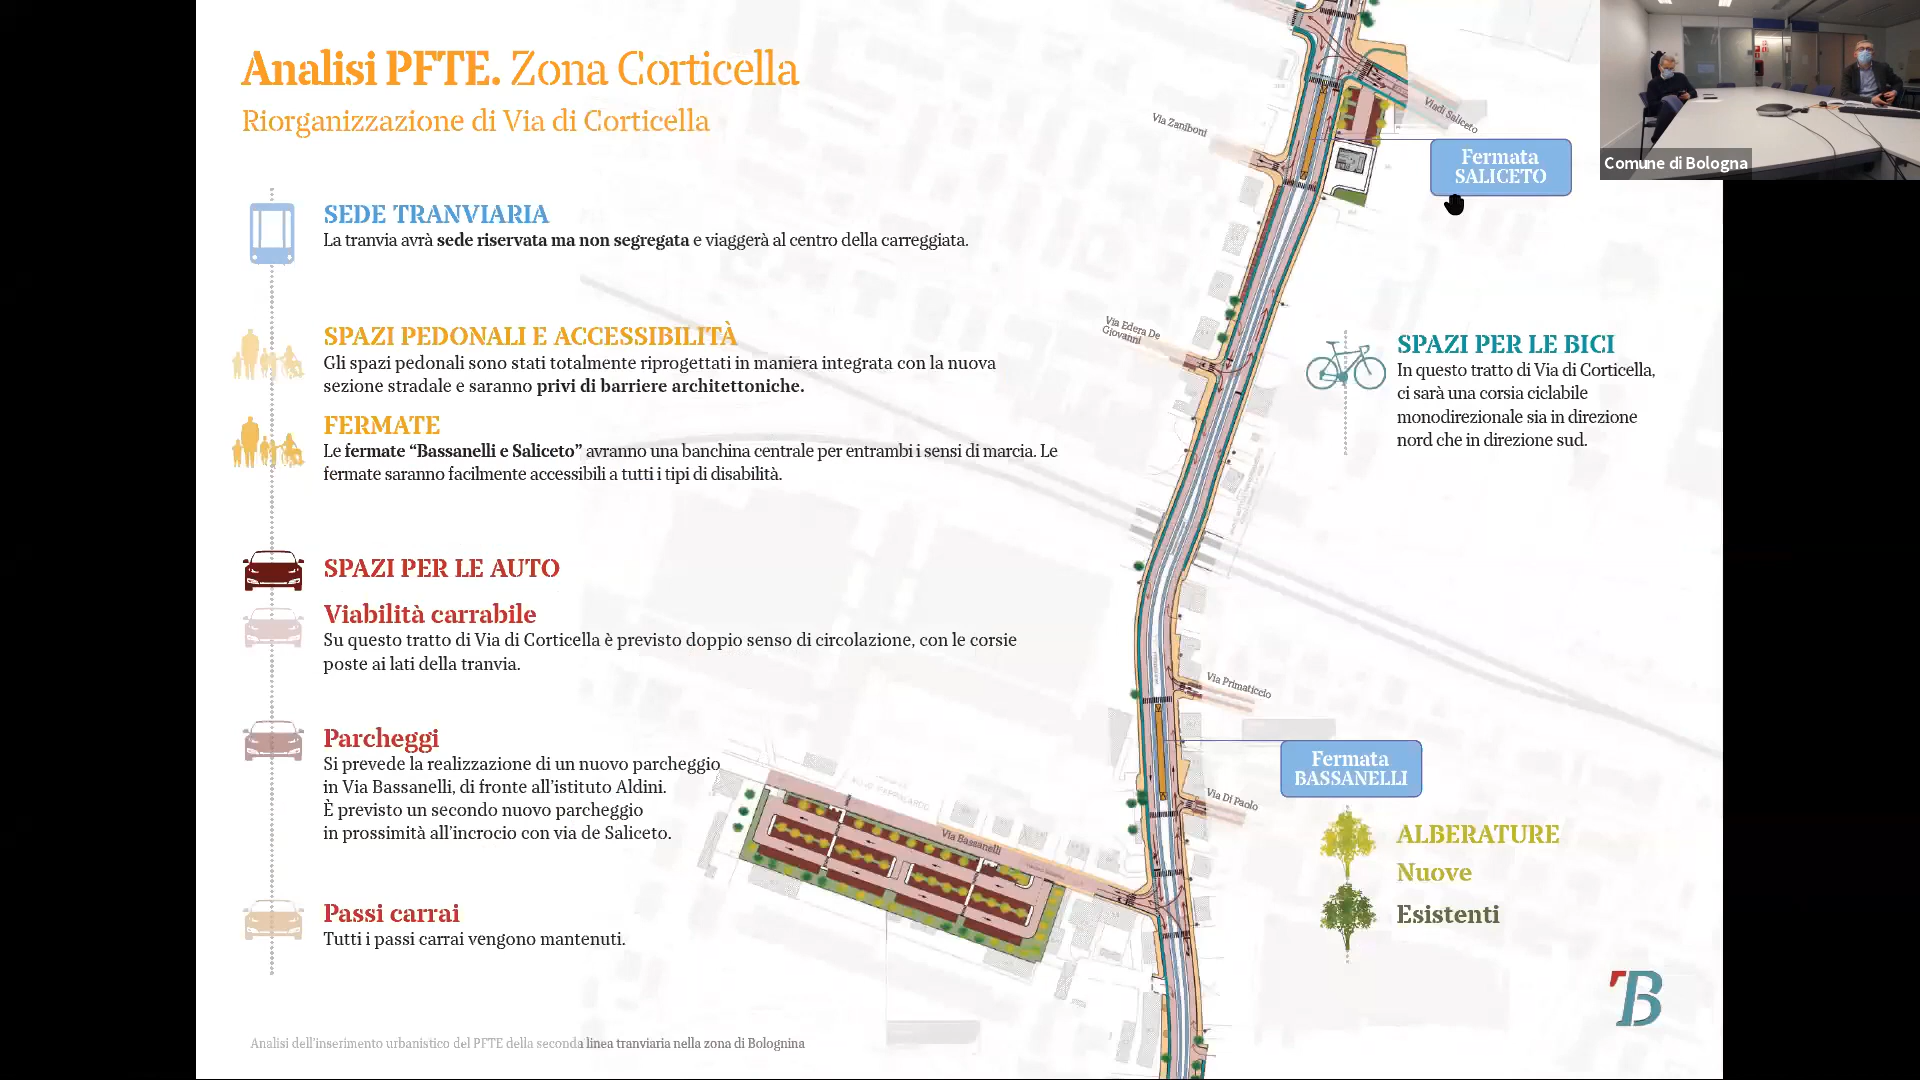 Analisi PFTE. Zona Corticella
Riorganizzazione di Via di Corticella
SEDE TRANVIARIA
La tranvia avrà sede riservata ma non segregata e viaggerà al centro della carreggiata.
SPAZI PEDONALI E ACCESSIBILITÀ
Gli spazi pedonali sono stati totalmente riprogettati in maniera integrata con la nuova
sezione stradale e saranno privi di barriere architettoniche.
FERMATE
Le fermate “Bassanelli e Saliceto” avranno una banchina centrale per entrambi i sensi di marcia. Le
fermate saranno facilmente accessibili a tutti i tipi di disabilità.
SPAZI PER LE AUTO
Viabilità carrabile
Su questo tratto di Via di Corticella è previsto doppio senso di circolazione, con le corsie
poste ai lati della tranvia.
Parcheggi
Si prevede la realizzazione di un nuovo parcheggio
in Via Bassanelli, di fronte all’istituto Aldini.
È previsto un secondo nuovo parcheggio
in prossimità all’incrocio con via de Saliceto.
Passi carrai
Tutti i passi carrai vengono mantenuti.
Analisi dell’inserimento urbanistico del PFTE della seconda linea tranviaria nella zona di Bolognina
Via Zaniboni
Via di Saliceto
Fermata
SALICETO
Via Edera De
Giovanni
SPAZI PER LE BICI
In questo tratto di Via di Corticella,
ci sarà una corsia ciclabile
monodirezionale sia in direzione
nord che in direzione sud.
Via Primaticcio
Fermata
BASSANELLI
Via Di Paolo
Via Bassanelli
ALBERATURE
Nuove
Esistenti
TB
Comune di Bologna